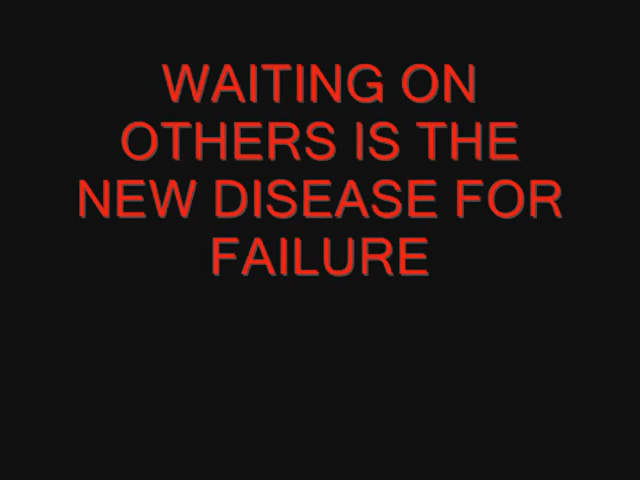 WAITING ON
OTHERS IS THE
NEW DISEASE FOR
FAILURE